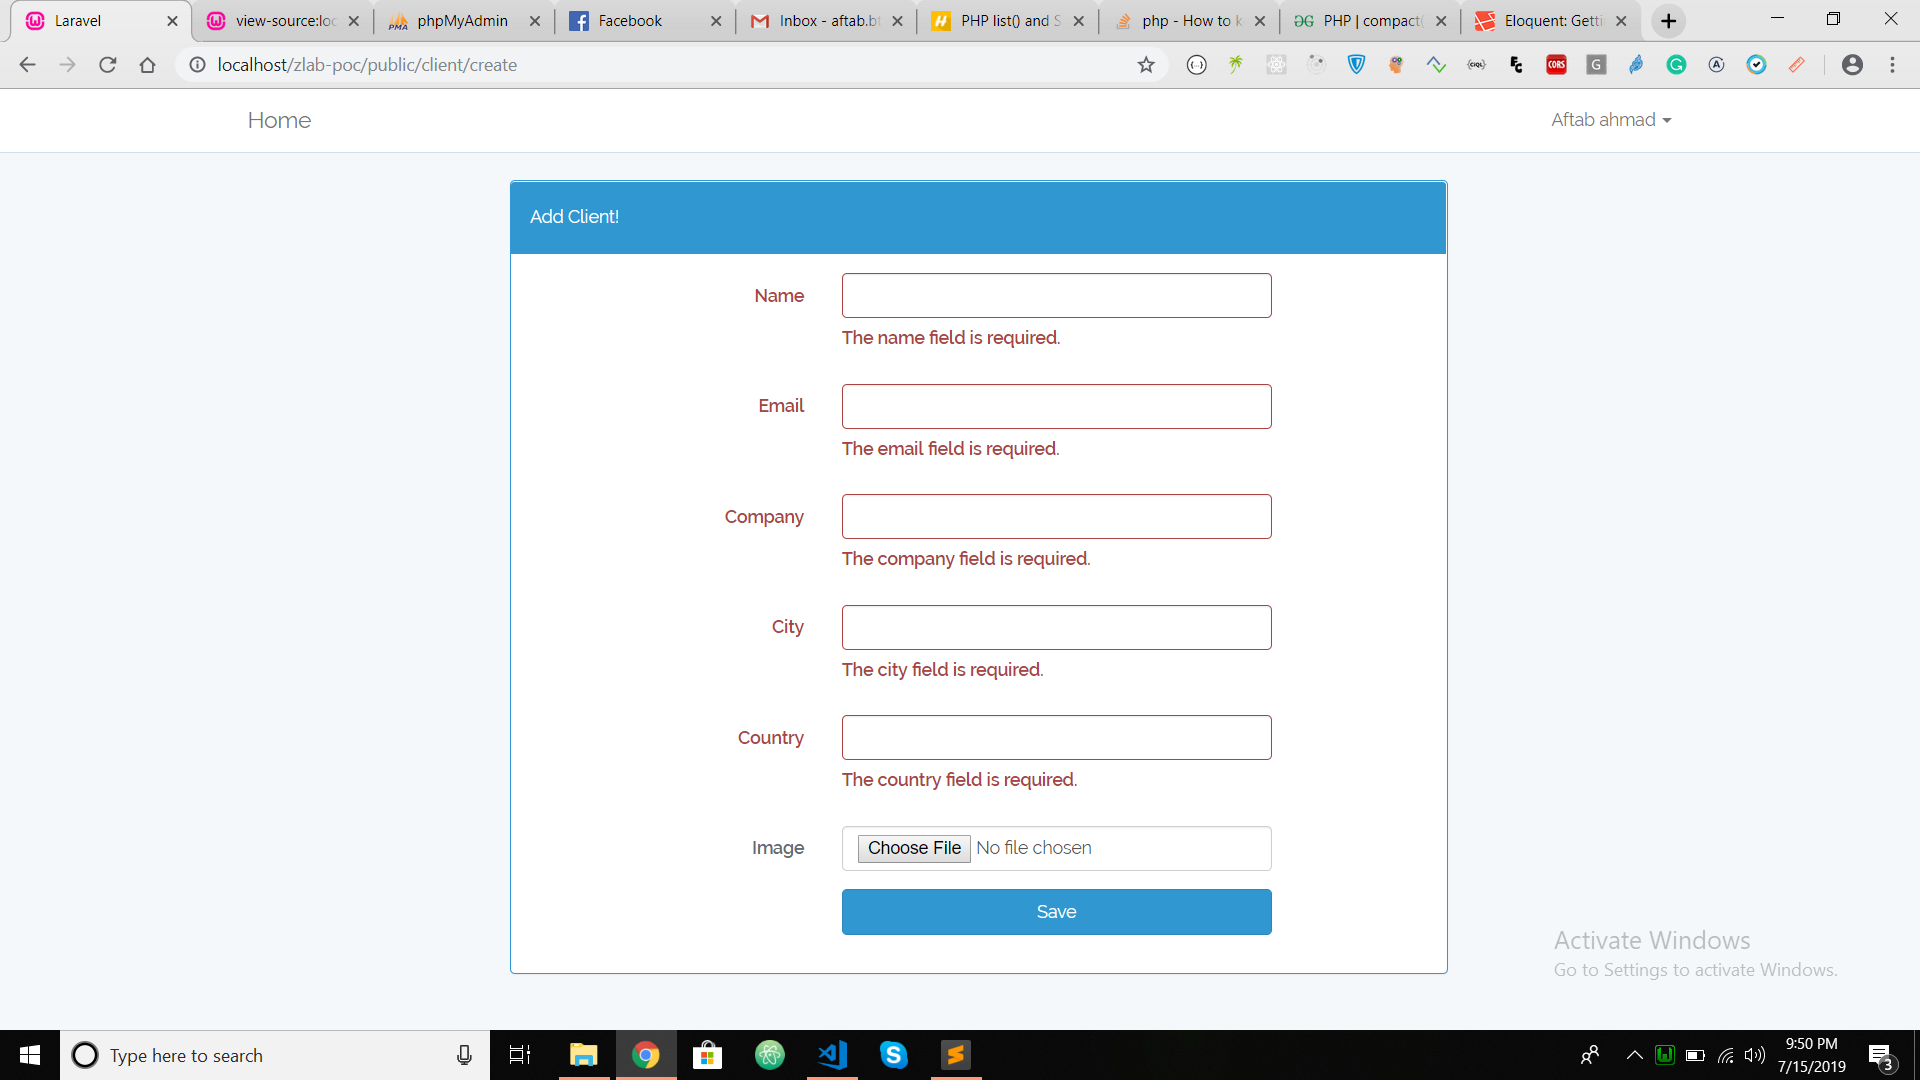 Laravel
view-source:loc
phpMyAdmin
Facebook
Inbox - aftab.bt
PHP list() and S
php - How to k
PHP | compact(
Eloquent: Getti
localhost/zlab-poc/public/client/create
Home
Aftab ahmad
Add Client!
Name
The name field is required.
Email
The email field is required.
Company
The company field is required.
City
The city field is required.
Country
The country field is required.
Image
Choose File No file chosen
Save
Activate Windows
Go to Settings to activate Windows.
Type here to search
9:50 PM
7/15/2019
3